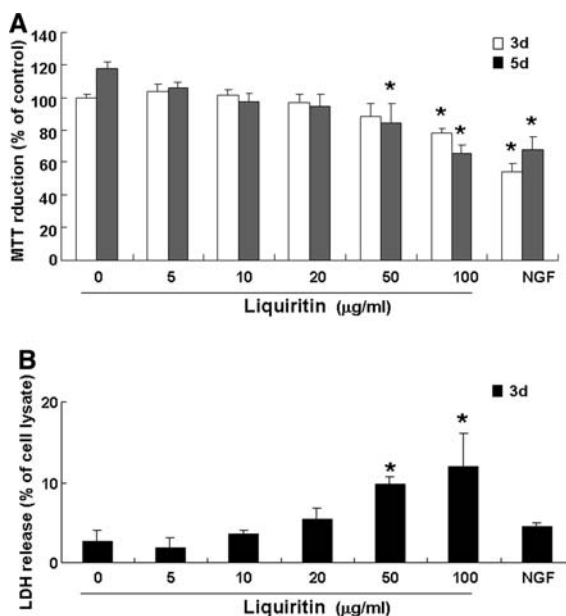 A
MTT rduction (% of control)
140
120
100
80
60
40
20
0
3d
5d
*
*
*
*
*
0 5 10 20 50 100 NGF
Liquiritin (μg/ml)
B
LDH release (% of cell lysate)
20
10
0
3d
*
*
0 5 10 20 50 100 NGF
Liquiritin (μg/ml)